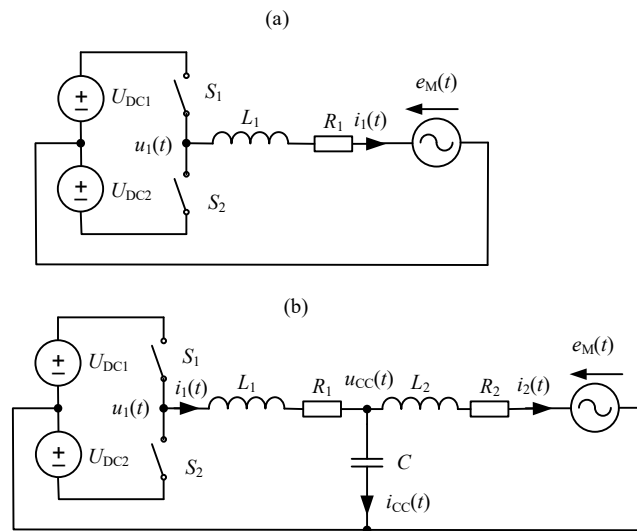 (a)
e_M(t)
U_DC1
S_1
L_1
R_1
i_1(t)
u_1(t)
U_DC2
S_2
(b)
e_M(t)
U_DC1
S_1
i_1(t)
L_1
R_1
u_CC(t)
L_2
R_2
i_2(t)
u_1(t)
U_DC2
S_2
C
i_CC(t)